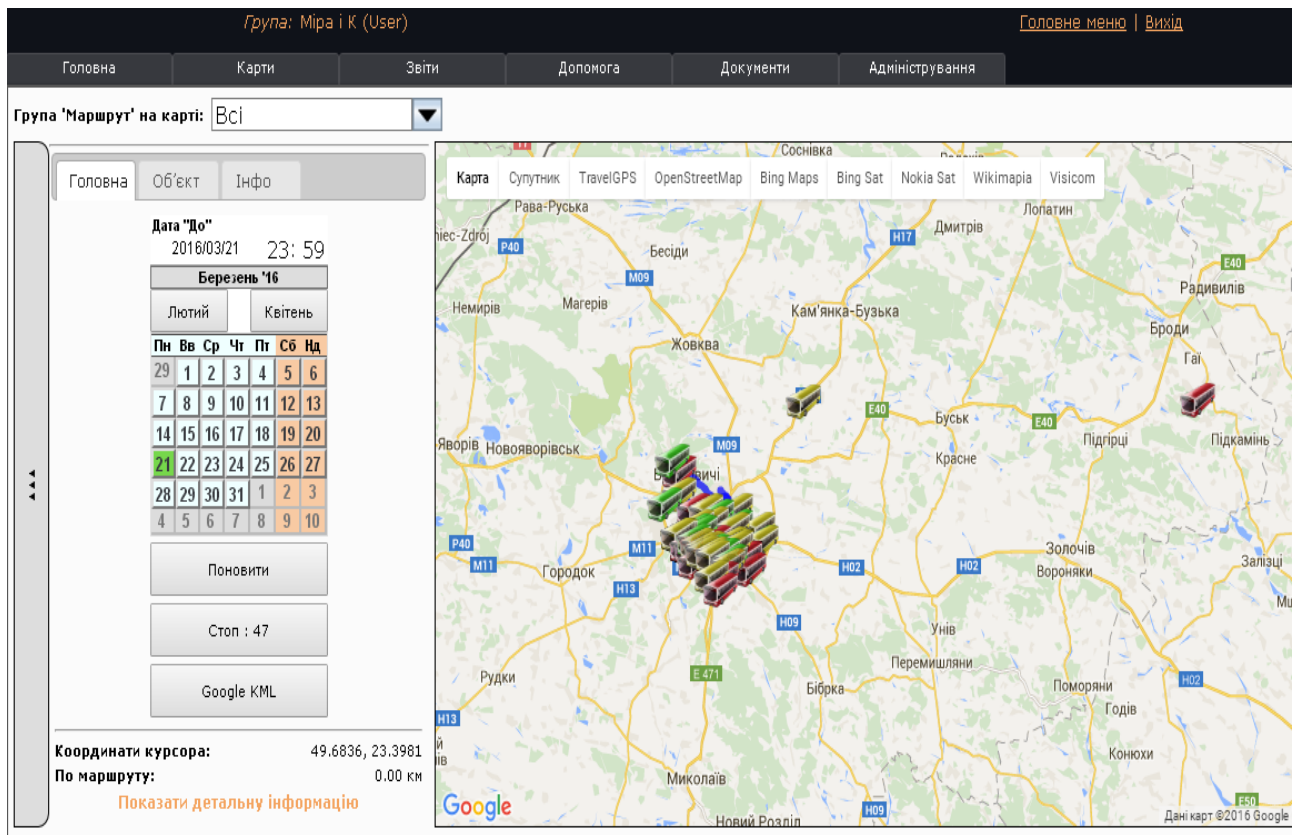 Група: Міра і К (User)
Головне меню | Вихід
Головна Карти Звіти Допомога Документи Адміністрування
Група 'Маршрут' на карті: Всі
Головна Об'єкт Інфо
Дата "До"
2016/03/21 23: 59
Березень '16
Лютий Квітень
Пн Вв Ср Чт Пт Сб Нд
29 1 2 3 4 5 6
7 8 9 10 11 12 13
14 15 16 17 18 19 20
21 22 23 24 25 26 27
28 29 30 31 1 2 3
4 5 6 7 8 9 10
Поновити
Стоп : 47
Google KML
Координати курсора: 49.6836, 23.3981
По маршруту: 0.00 км
Показати детальну інформацію
Соснівка
Карта Супутник TravelGPS OpenStreetMap Bing Maps Bing Sat Nokia Sat Wikimapia Visicom
Рава-Руська
Лопатин
Дмитрів
H17
P40
Бесіди
E40
M09
Радивилів
Немирів
Магерів
Кам'янка-Бузька
Броди
Жовква
Гаї
E40
Буськ
E40
Підгірці
Підкамінь
Яворів
Новояворівськ
M09
Красне
P40
M11
M11
Городок
H13
H02
H02
Золочів
Вороняки
Залізці
H09
Унів
Перемишляни
Рудки
E 471
Бібрка
Поморяни
H02
Годів
H13
Конюхи
Миколаїв
Google
H09
Новий Розділ
E50
Дані карт ©2016 Google